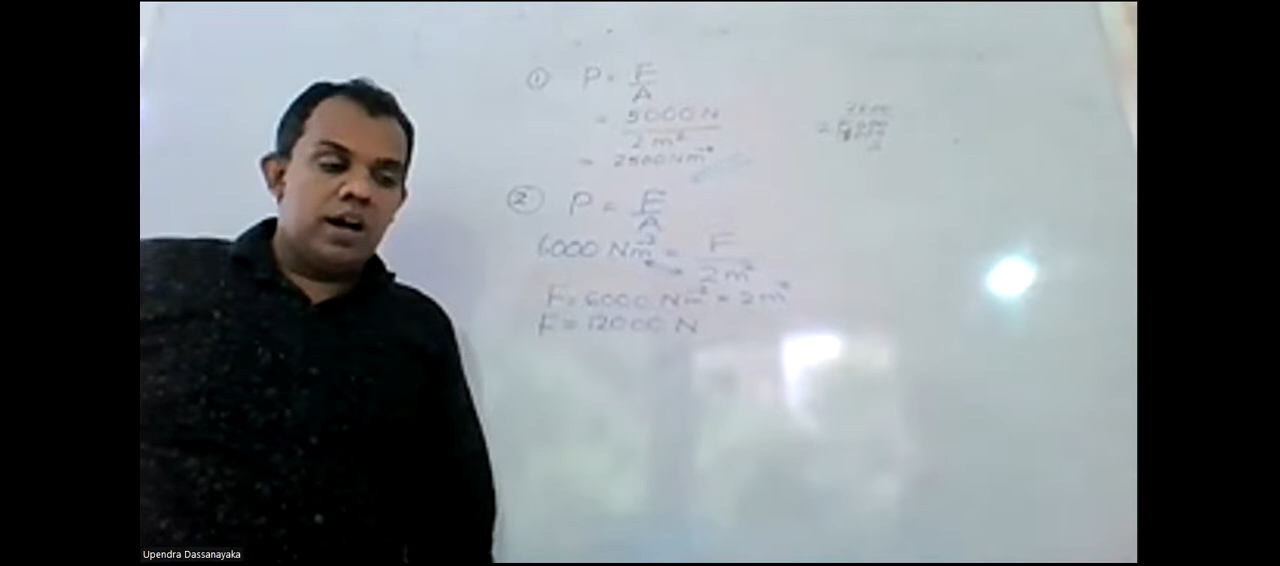 ① P = F/A
= 5000 N / 2 m²
= 2500 Nm⁻²
② P = F/A
6000 Nm⁻² = F / 2 m²
F = 6000 Nm⁻² × 2 m²
F = 12000 N
Upendra Dassanayaka